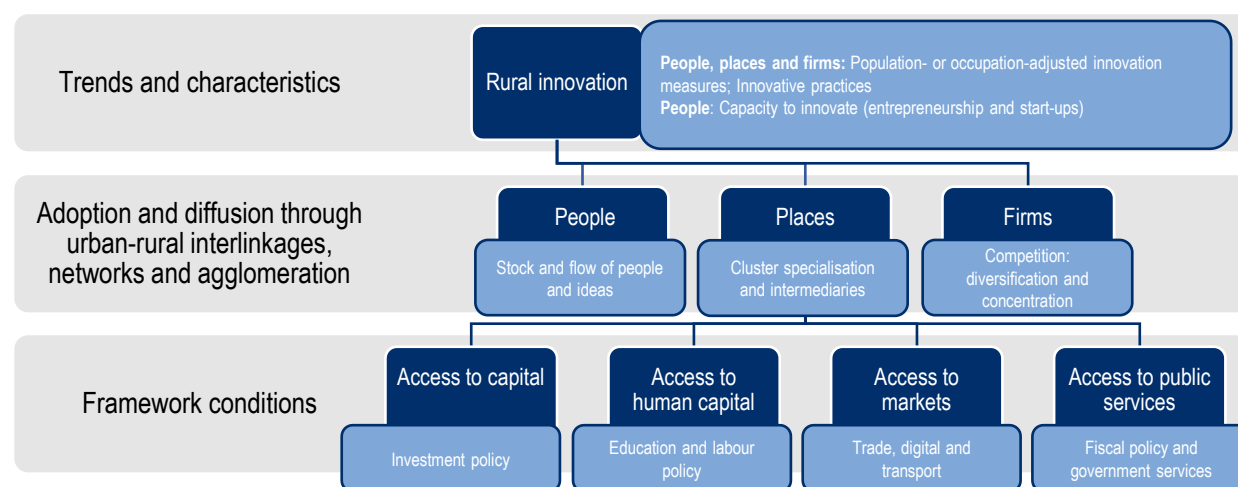 Trends and characteristics
Rural innovation
People, places and firms: Population- or occupation-adjusted innovation
measures; Innovative practices
People: Capacity to innovate (entrepreneurship and start-ups)
Adoption and diffusion through
urban-rural interlinkages,
networks and agglomeration
People
Stock and flow of people
and ideas
Places
Cluster specialisation
and intermediaries
Firms
Competition:
diversification and
concentration
Framework conditions
Access to capital
Investment policy
Access to
human capital
Education and labour
policy
Access to
markets
Trade, digital and
transport
Access to public
services
Fiscal policy and
government services